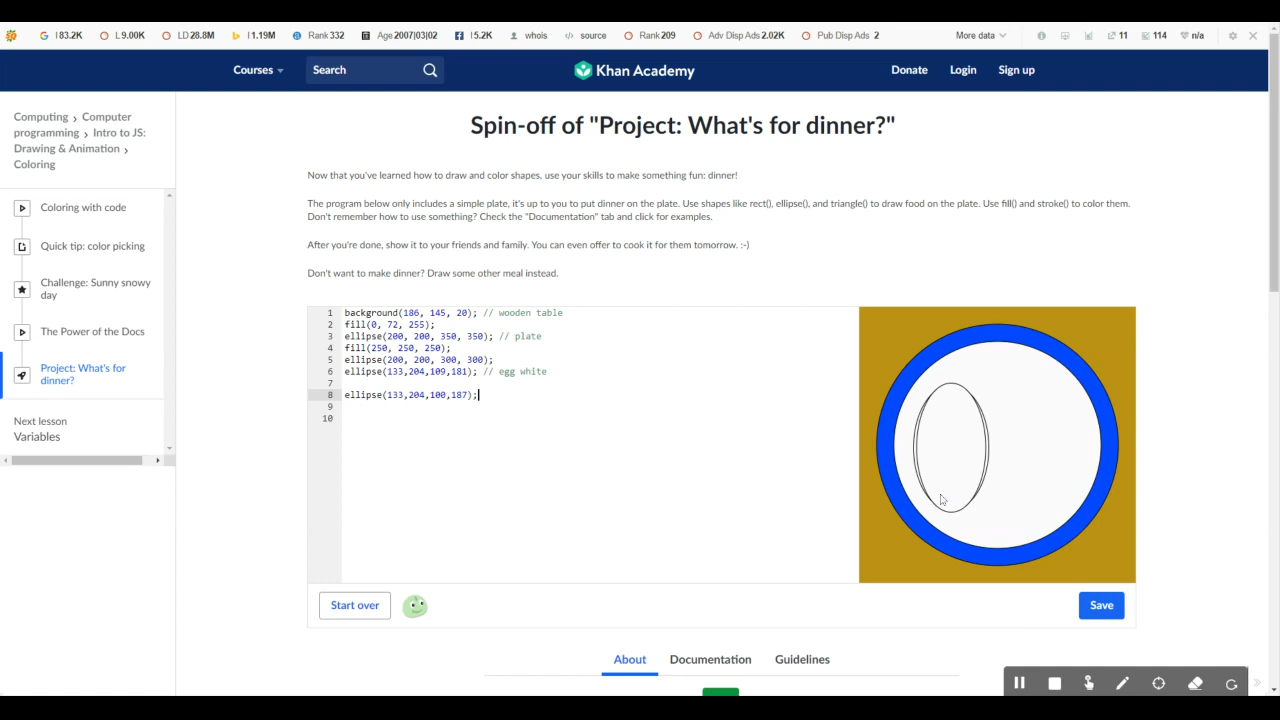 I 83.2K L 9.00K LD 28.8M I 1.19M Rank 332 Age 2007|03|02 I 5.2K whois source Rank 209 Adv Disp Ads 2.02K Pub Disp Ads 2 More data 11 114 n/a
Courses Search Khan Academy Donate Login Sign up
Computing › Computer
programming › Intro to JS:
Drawing & Animation ›
Coloring
Coloring with code
Quick tip: color picking
Challenge: Sunny snowy
day
The Power of the Docs
Project: What's for
dinner?
Next lesson
Variables
Spin-off of "Project: What's for dinner?"
Now that you've learned how to draw and color shapes, use your skills to make something fun: dinner!
The program below only includes a simple plate, it's up to you to put dinner on the plate. Use shapes like rect(), ellipse(), and triangle() to draw food on the plate. Use fill() and stroke() to color them.
Don't remember how to use something? Check the "Documentation" tab and click for examples.
After you're done, show it to your friends and family. You can even offer to cook it for them tomorrow. :-)
Don't want to make dinner? Draw some other meal instead.
1 background(186, 145, 20); // wooden table
2 fill(0, 72, 255);
3 ellipse(200, 200, 350, 350); // plate
4 fill(250, 250, 250);
5 ellipse(200, 200, 300, 300);
6 ellipse(133,204,109,181); // egg white
7
8 ellipse(133,204,100,187);
9
10
Start over
Save
About Documentation Guidelines